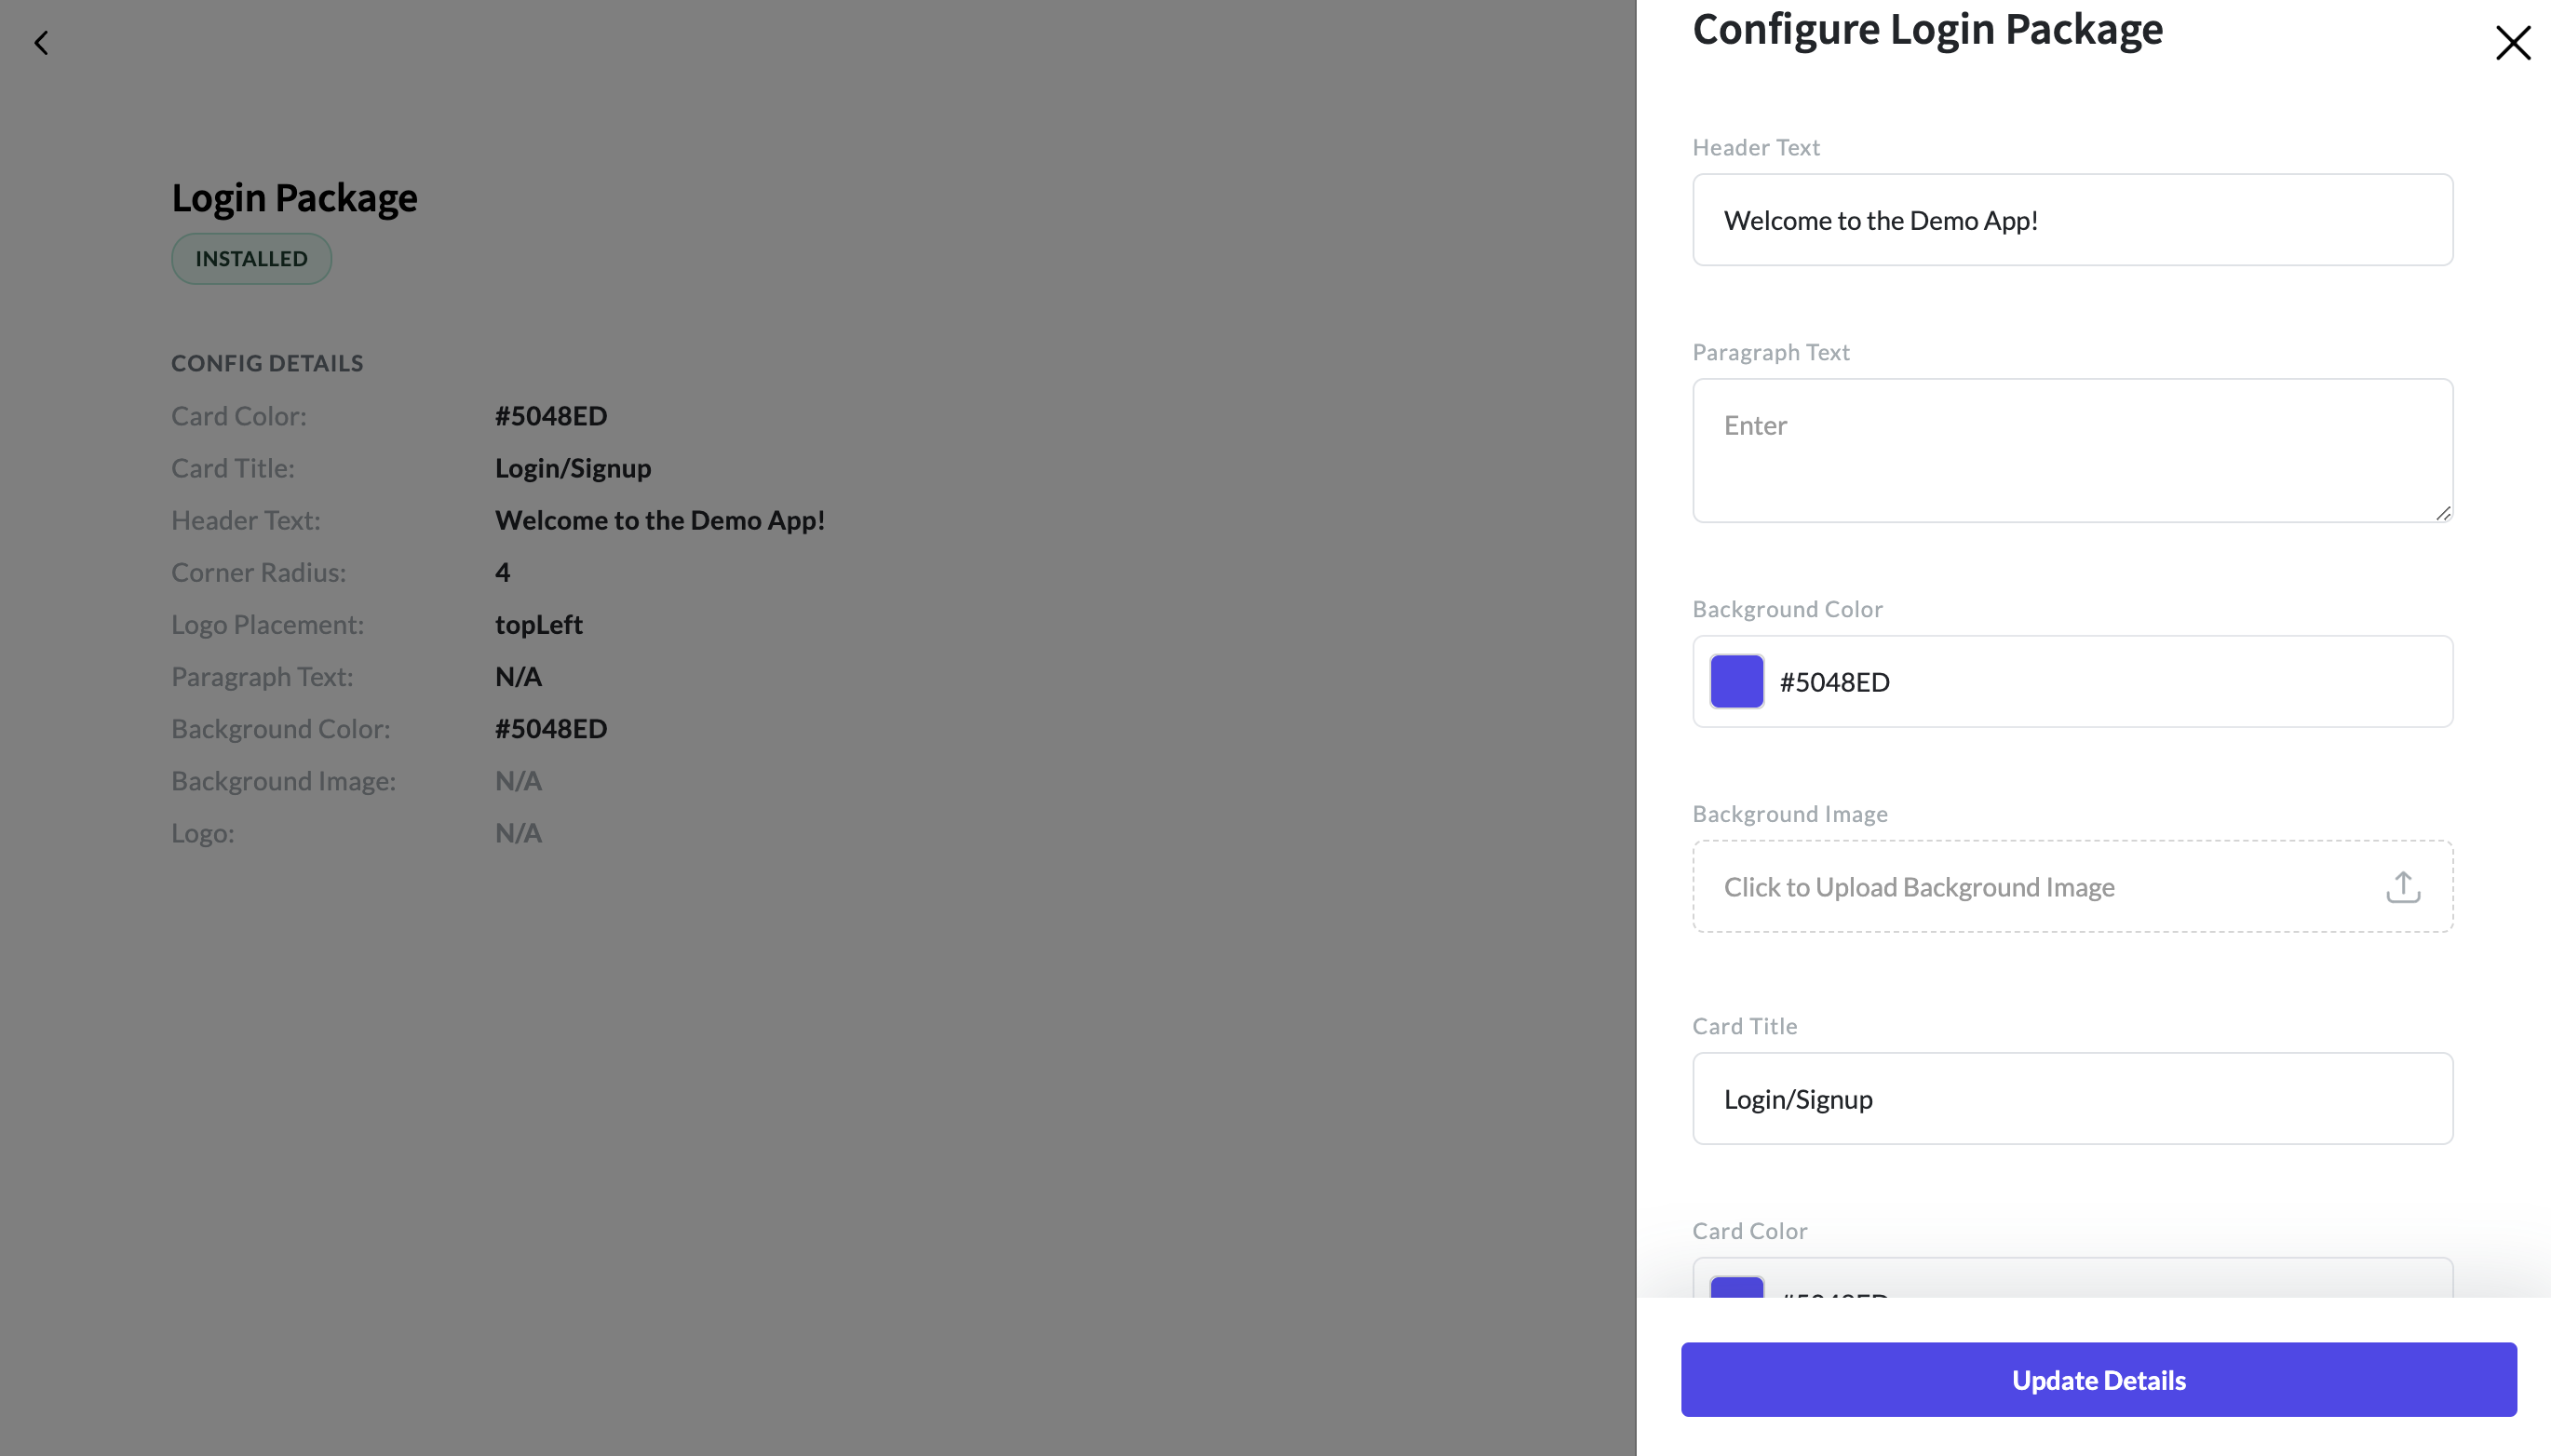 Login Package
INSTALLED
CONFIG DETAILS
Card Color: #5048ED
Card Title: Login/Signup
Header Text: Welcome to the Demo App!
Corner Radius: 4
Logo Placement: topLeft
Paragraph Text: N/A
Background Color: #5048ED
Background Image: N/A
Logo: N/A
Configure Login Package
Header Text
Welcome to the Demo App!
Paragraph Text
Enter
Background Color
#5048ED
Background Image
Click to Upload Background Image
Card Title
Login/Signup
Card Color
#5048ED
Update Details